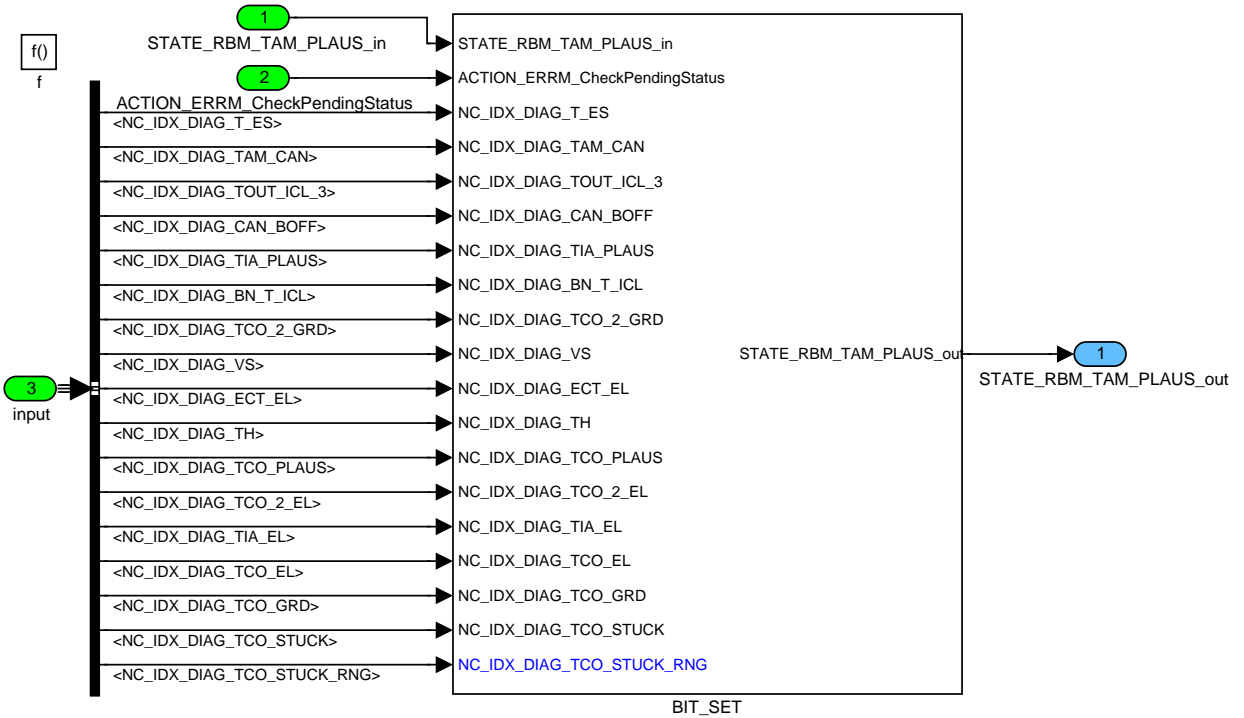 1
STATE_RBM_TAM_PLAUS_in
STATE_RBM_TAM_PLAUS_in
f()
f
2
ACTION_ERRM_CheckPendingStatus
ACTION_ERRM_CheckPendingStatus
<NC_IDX_DIAG_T_ES>
NC_IDX_DIAG_T_ES
<NC_IDX_DIAG_TAM_CAN>
NC_IDX_DIAG_TAM_CAN
<NC_IDX_DIAG_TOUT_ICL_3>
NC_IDX_DIAG_TOUT_ICL_3
<NC_IDX_DIAG_CAN_BOFF>
NC_IDX_DIAG_CAN_BOFF
<NC_IDX_DIAG_TIA_PLAUS>
NC_IDX_DIAG_TIA_PLAUS
<NC_IDX_DIAG_BN_T_ICL>
NC_IDX_DIAG_BN_T_ICL
<NC_IDX_DIAG_TCO_2_GRD>
NC_IDX_DIAG_TCO_2_GRD
<NC_IDX_DIAG_VS>
NC_IDX_DIAG_VS
STATE_RBM_TAM_PLAUS_out
1
STATE_RBM_TAM_PLAUS_out
3
input
<NC_IDX_DIAG_ECT_EL>
NC_IDX_DIAG_ECT_EL
<NC_IDX_DIAG_TH>
NC_IDX_DIAG_TH
<NC_IDX_DIAG_TCO_PLAUS>
NC_IDX_DIAG_TCO_PLAUS
<NC_IDX_DIAG_TCO_2_EL>
NC_IDX_DIAG_TCO_2_EL
<NC_IDX_DIAG_TIA_EL>
NC_IDX_DIAG_TIA_EL
<NC_IDX_DIAG_TCO_EL>
NC_IDX_DIAG_TCO_EL
<NC_IDX_DIAG_TCO_GRD>
NC_IDX_DIAG_TCO_GRD
<NC_IDX_DIAG_TCO_STUCK>
NC_IDX_DIAG_TCO_STUCK
<NC_IDX_DIAG_TCO_STUCK_RNG>
NC_IDX_DIAG_TCO_STUCK_RNG
BIT_SET